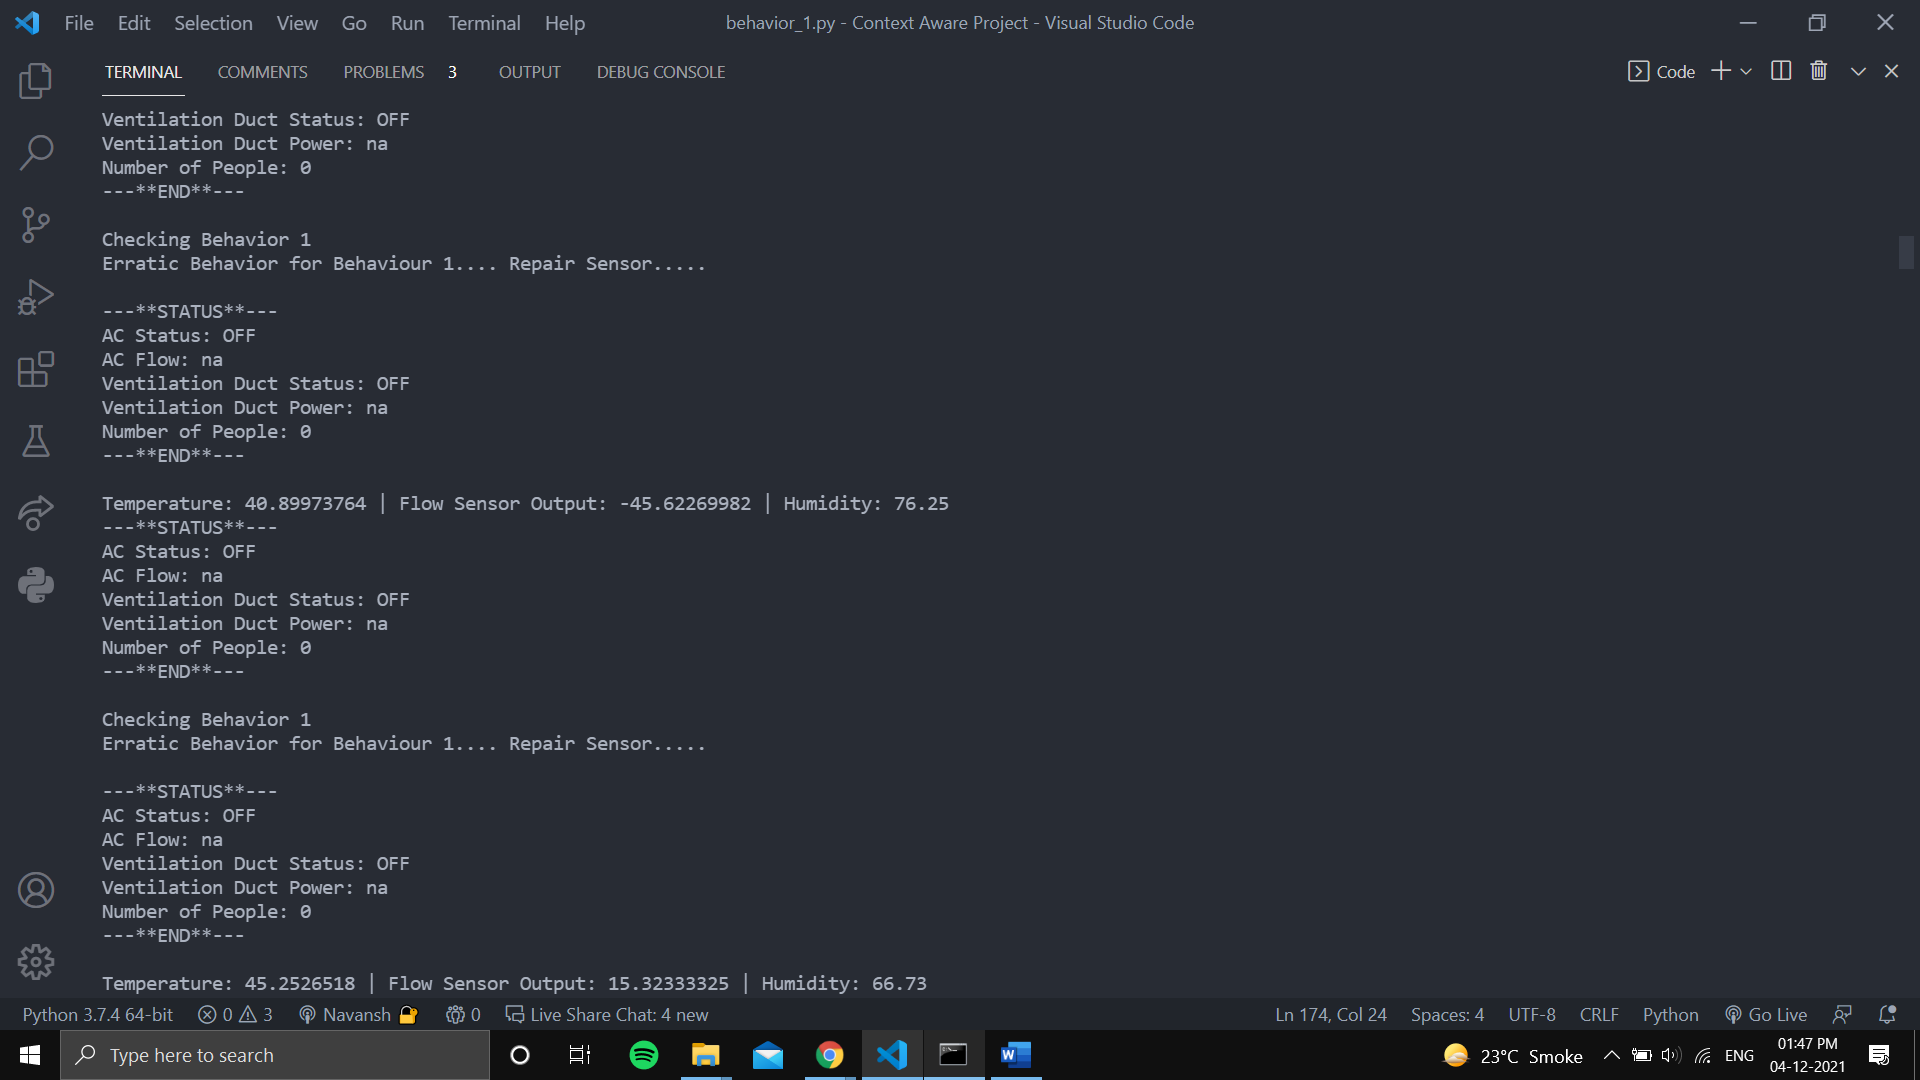 File Edit Selection View Go Run Terminal Help behavior_1.py - Context Aware Project - Visual Studio Code
TERMINAL COMMENTS PROBLEMS 3 OUTPUT DEBUG CONSOLE Code
Ventilation Duct Status: OFF
Ventilation Duct Power: na
Number of People: 0
---**END**---
Checking Behavior 1
Erratic Behavior for Behaviour 1.... Repair Sensor.....
---**STATUS**---
AC Status: OFF
AC Flow: na
Ventilation Duct Status: OFF
Ventilation Duct Power: na
Number of People: 0
---**END**---
Temperature: 40.89973764 | Flow Sensor Output: -45.62269982 | Humidity: 76.25
---**STATUS**---
AC Status: OFF
AC Flow: na
Ventilation Duct Status: OFF
Ventilation Duct Power: na
Number of People: 0
---**END**---
Checking Behavior 1
Erratic Behavior for Behaviour 1.... Repair Sensor.....
---**STATUS**---
AC Status: OFF
AC Flow: na
Ventilation Duct Status: OFF
Ventilation Duct Power: na
Number of People: 0
---**END**---
Temperature: 45.2526518 | Flow Sensor Output: 15.32333325 | Humidity: 66.73
Python 3.7.4 64-bit 0 3 Navansh 0 Live Share Chat: 4 new Ln 174, Col 24 Spaces: 4 UTF-8 CRLF Python Go Live
Type here to search 23°C Smoke ENG 01:47 PM
04-12-2021